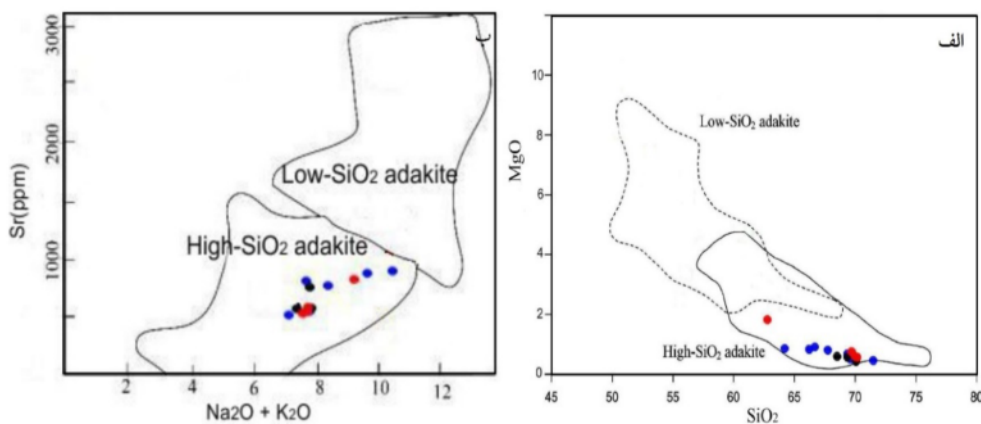 3000
2000
1000
Sr(ppm)
Low-SiO2 adakite
High-SiO2 adakite
2
4
6
8
10
12
Na2O + K2O
ب
الف
10
8
6
4
2
0
MgO
Low-SiO2 adakite
High-SiO2 adakite
45
50
55
60
65
70
75
80
SiO2